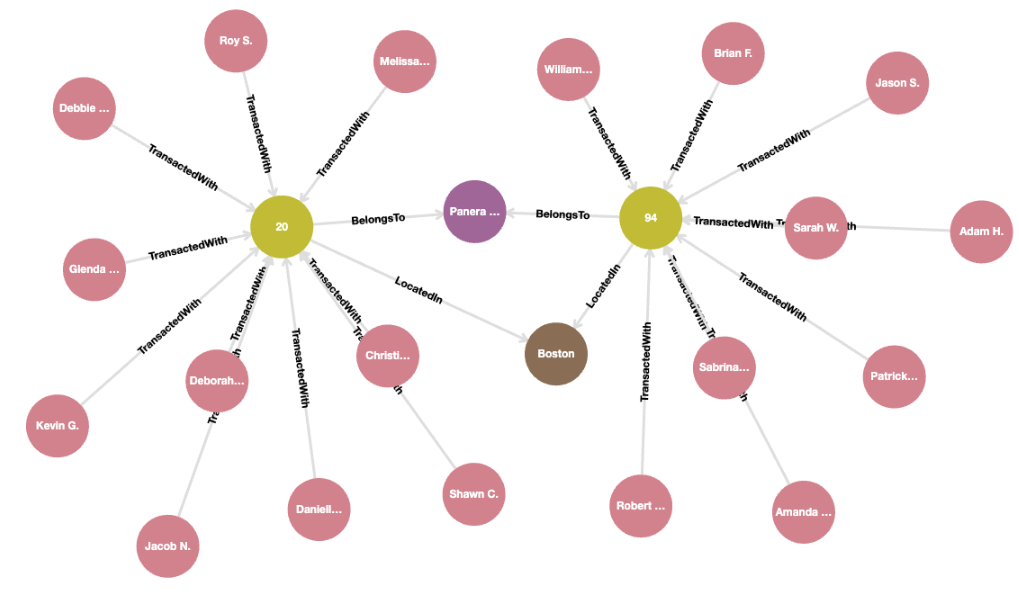 Roy S.
Melissa...
William...
Brian F.
Jason S.
Debbie ...
TransactedWith
TransactedWith
TransactedWith
TransactedWith
TransactedWith
TransactedWith
20
BelongsTo
Panera ...
BelongsTo
94
TransactedWith
Sarah W.
Adam H.
Glenda ...
TransactedWith
LocatedIn
LocatedIn
TransactedWith
TransactedWith
TransactedWith
TransactedWith
TransactedWith
Boston
Christi...
Deborah...
Sabrina...
Patrick...
TransactedWith
TransactedWith
Kevin G.
Shawn C.
Daniell...
Robert ...
Amanda ...
Jacob N.